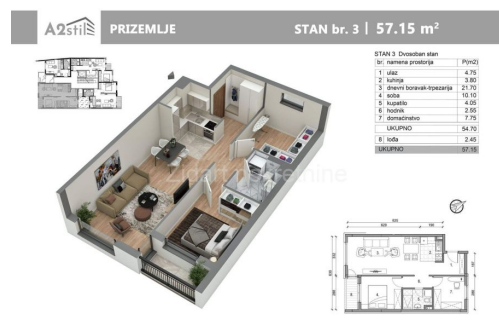 A2stil
PRIZEMLJE
STAN br. 3 | 57.15 m²
STAN 3 Dvosoban stan
br. namena prostorija P(m2)
1 ulaz 4.75
2 kuhinja 3.80
3 dnevni boravak-trpezarija 21.70
4 soba 10.10
5 kupatilo 4.05
6 hodnik 2.55
7 domaćinstvo 7.75
UKUPNO 54.70
8 lođa 2.45
UKUPNO 57.15